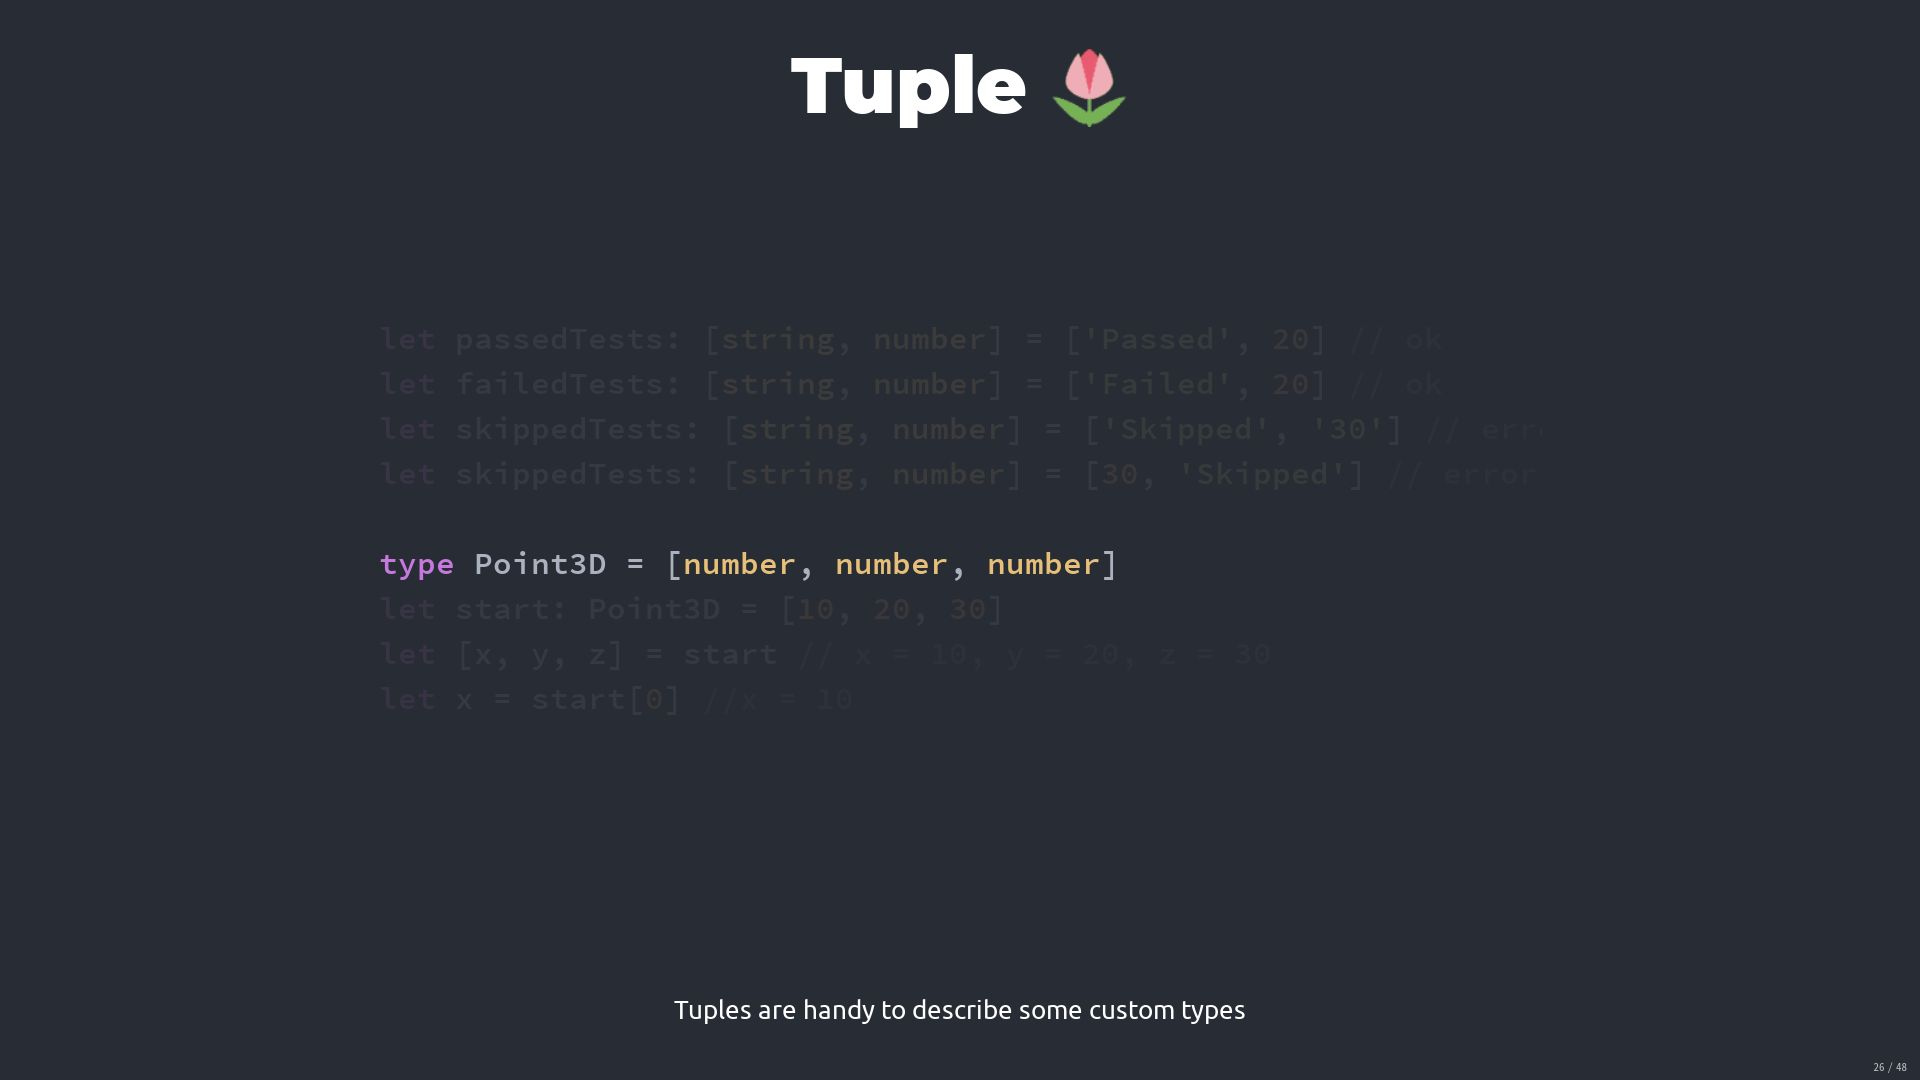 Tuple
let passedTests: [string, number] = ['Passed', 20] // ok
let failedTests: [string, number] = ['Failed', 20] // ok
let skippedTests: [string, number] = ['Skipped', '30'] // err
let skippedTests: [string, number] = [30, 'Skipped'] // error
type Point3D = [number, number, number]
let start: Point3D = [10, 20, 30]
let [x, y, z] = start // x = 10, y = 20, z = 30
let x = start[0] //x = 10
Tuples are handy to describe some custom types
26 / 48